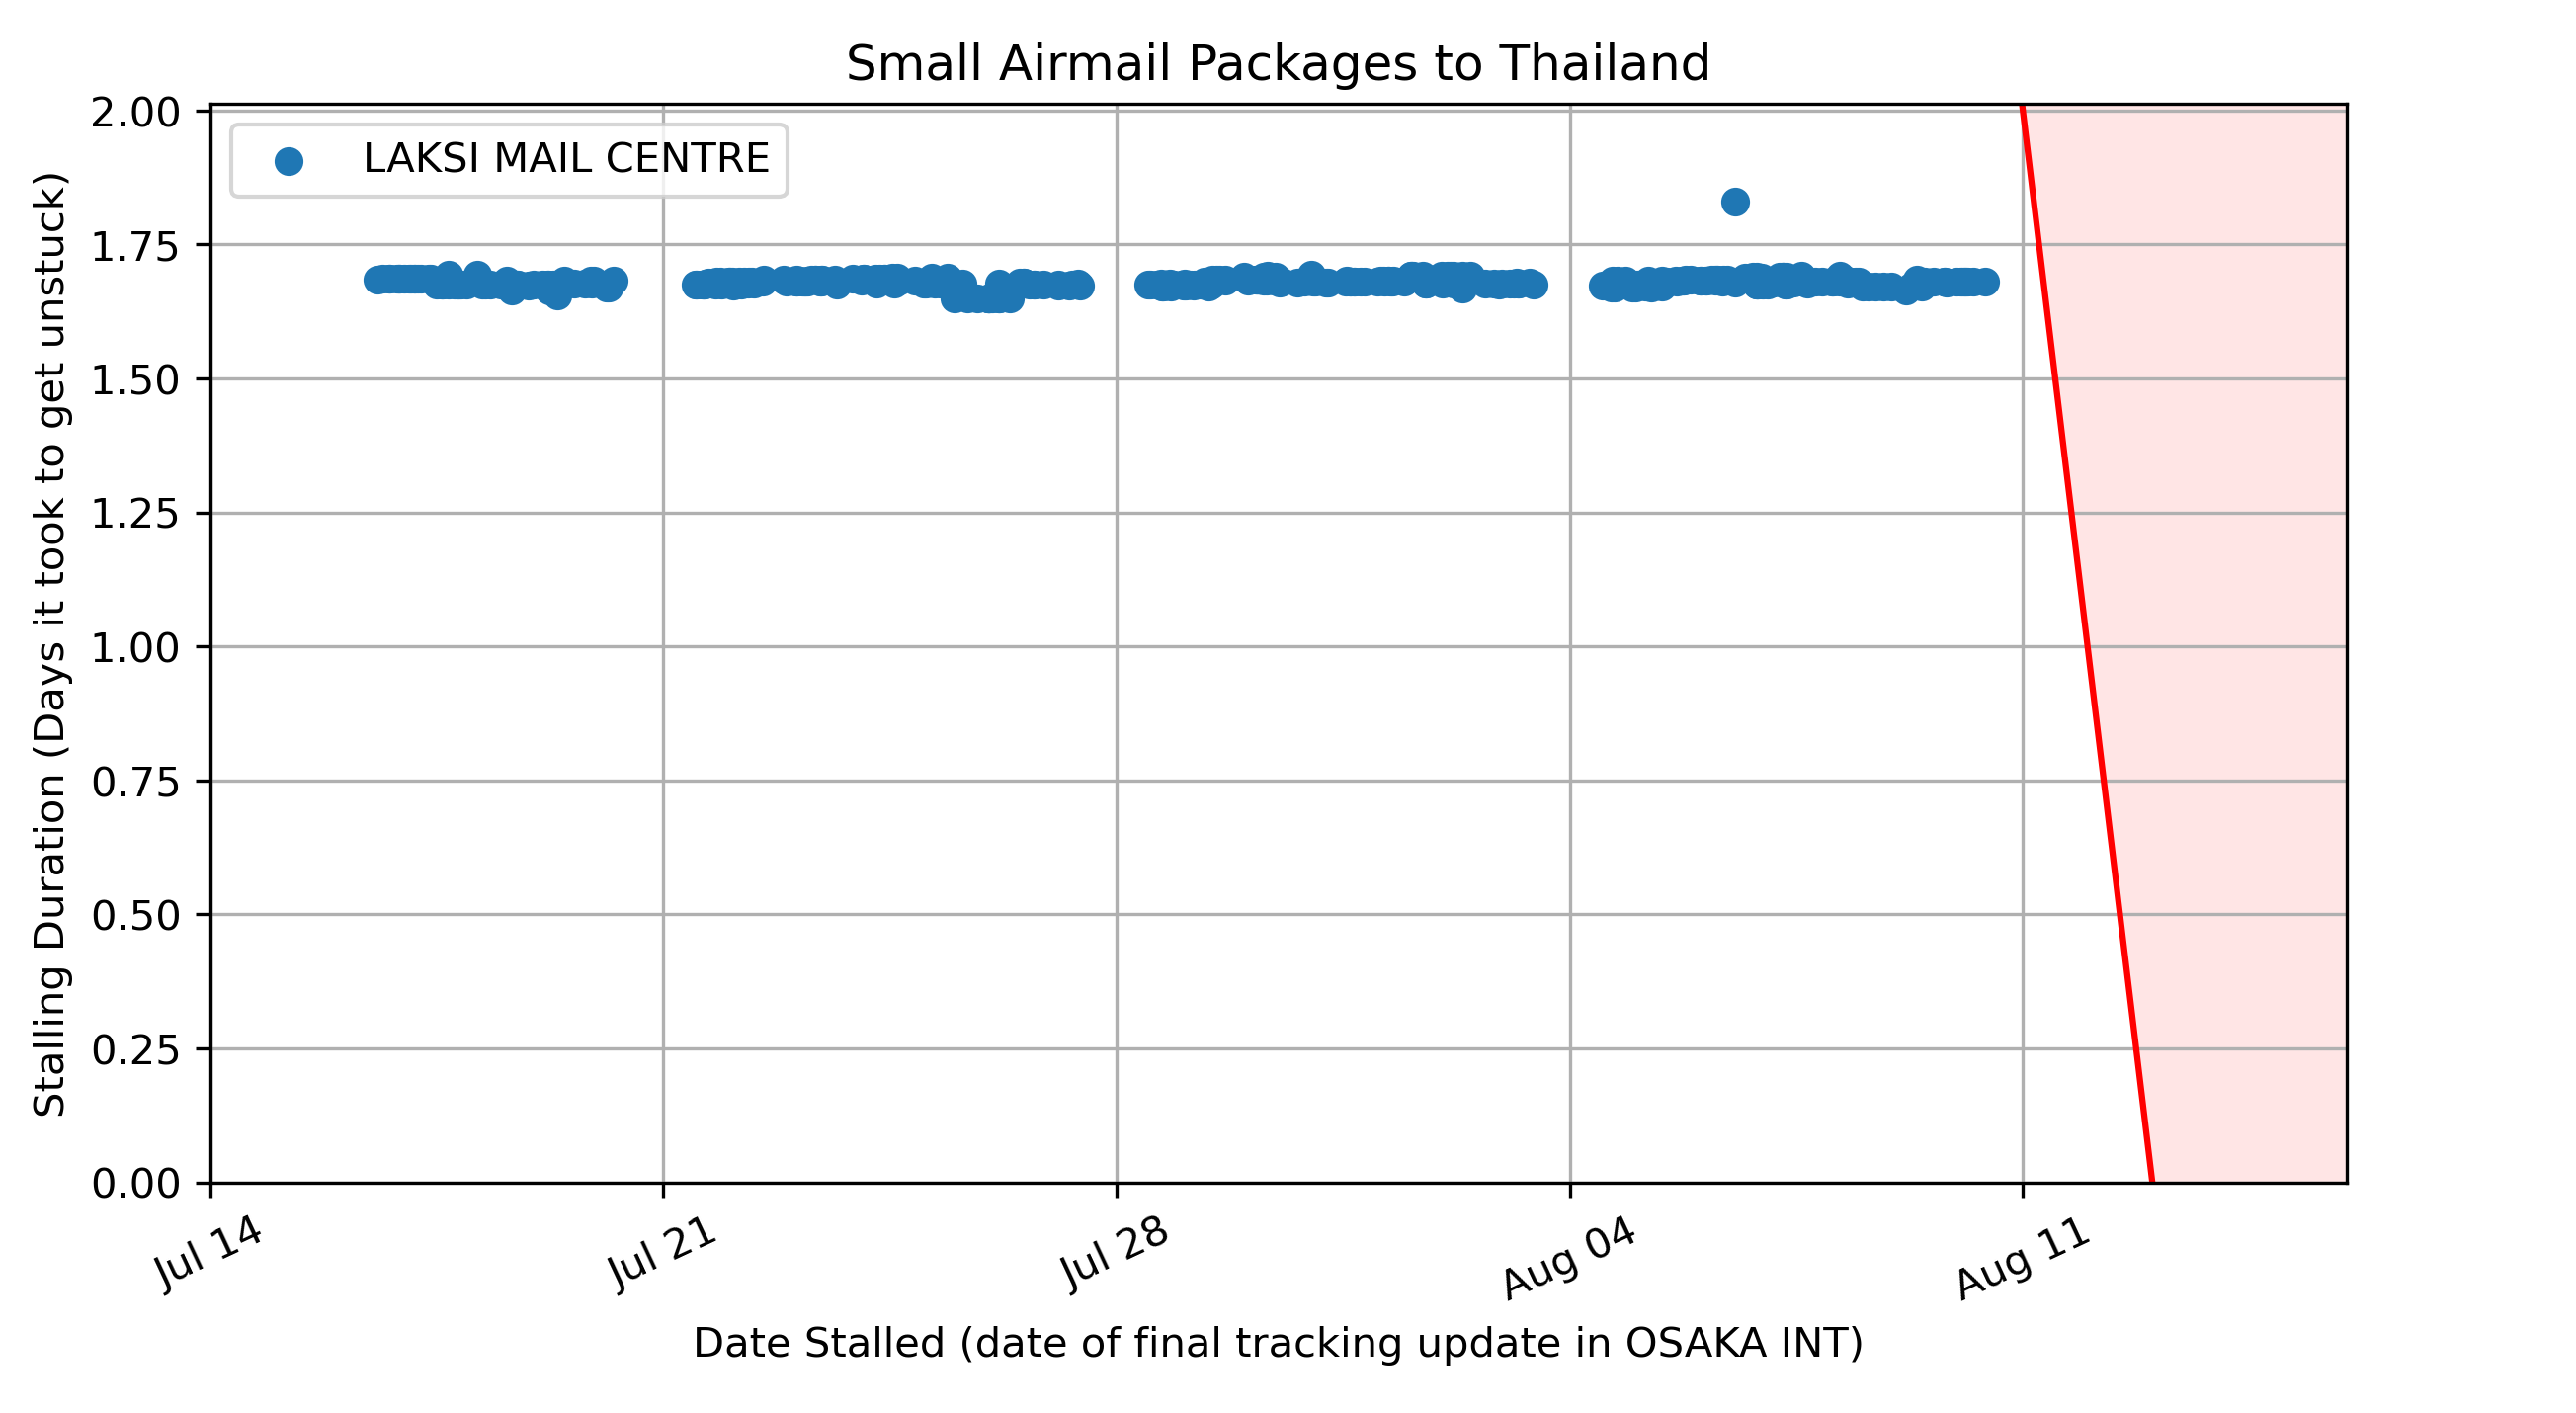 Small Airmail Packages to Thailand
LAKSI MAIL CENTRE
Stalling Duration (Days it took to get unstuck)
2.00
1.75
1.50
1.25
1.00
0.75
0.50
0.25
0.00
Jul 14
Jul 21
Jul 28
Aug 04
Aug 11
Date Stalled (date of final tracking update in OSAKA INT)